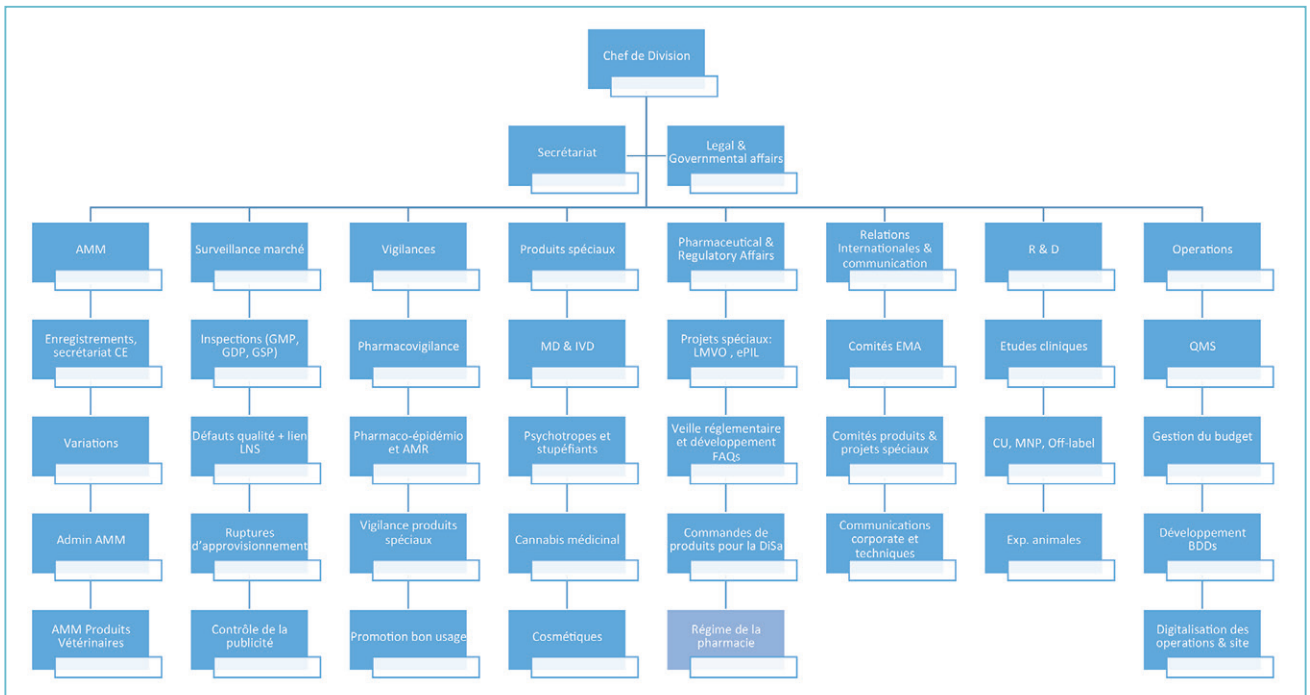 Chef de Division
Secrétariat
Legal &
Governmental affairs
AMM
Surveillance marché
Vigilances
Produits spéciaux
Pharmaceutical &
Regulatory Affairs
Relations
Internationales &
communication
R & D
Operations
Enregistrements,
secrétariat CE
Inspections (GMP,
GDP, GSP)
Pharmacovigilance
MD & IVD
Projets spéciaux:
LMVO , ePIL
Comités EMA
Etudes cliniques
QMS
Variations
Défauts qualité + lien
LNS
Pharmaco-épidémio
et AMR
Psychotropes et
stupéfiants
Veille réglementaire
et développement
FAQs
Comités produits &
projets spéciaux
CU, MNP, Off-label
Gestion du budget
Admin AMM
Ruptures
d'approvisionnement
Vigilance produits
spéciaux
Cannabis médicinal
Commandes de
produits pour la DiSa
Communications
corporate et
techniques
Exp. animales
Développement
BDDs
AMM Produits
Vétérinaires
Contrôle de la
publicité
Promotion bon usage
Cosmétiques
Régime de la
pharmacie
Digitalisation des
operations & site